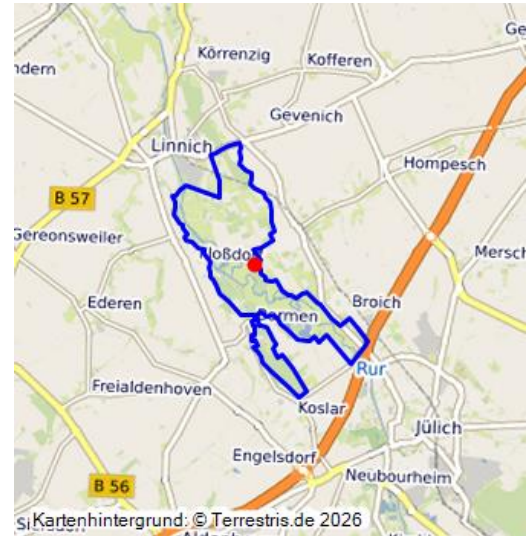 Körrenzig
Kofferen
Gevenich
Linnich
Hompesch
B 57
Gereonsweiler
Mersch
Broich
Ederen
Rur
Freialdenhoven
Koslar
Jülich
Engelsdorf
Neubourheim
B 56
Kartenhintergrund: © Terrestris.de 2026